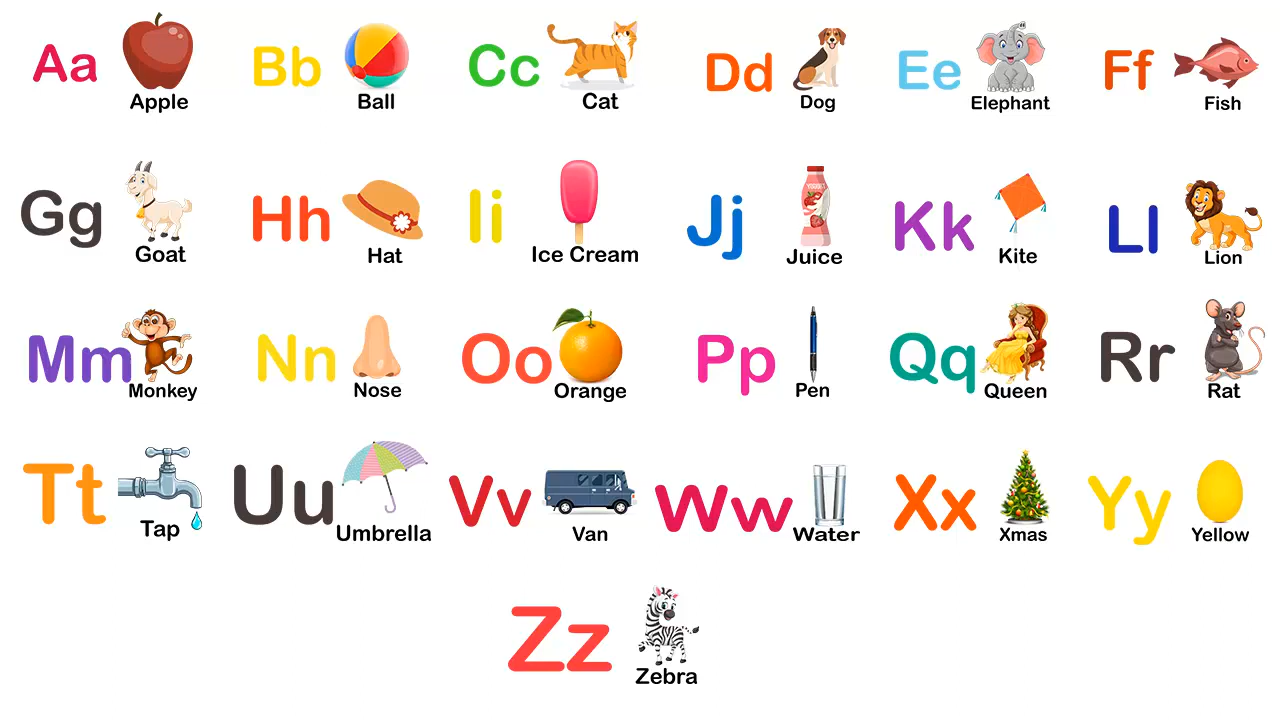 Aa Bb Cc Dd Ee Ff
Apple Ball Cat Dog Elephant Fish
Gg Hh Ii Jj Kk Ll
YOGURT
Goat Hat Ice Cream Juice Kite Lion
Mm Nn Oo Pp Qq Rr
Monkey Nose Orange Pen Queen Rat
Tt Uu Vv Ww Xx Yy
Tap Umbrella Van Water Xmas Yellow
Zz
Zebra